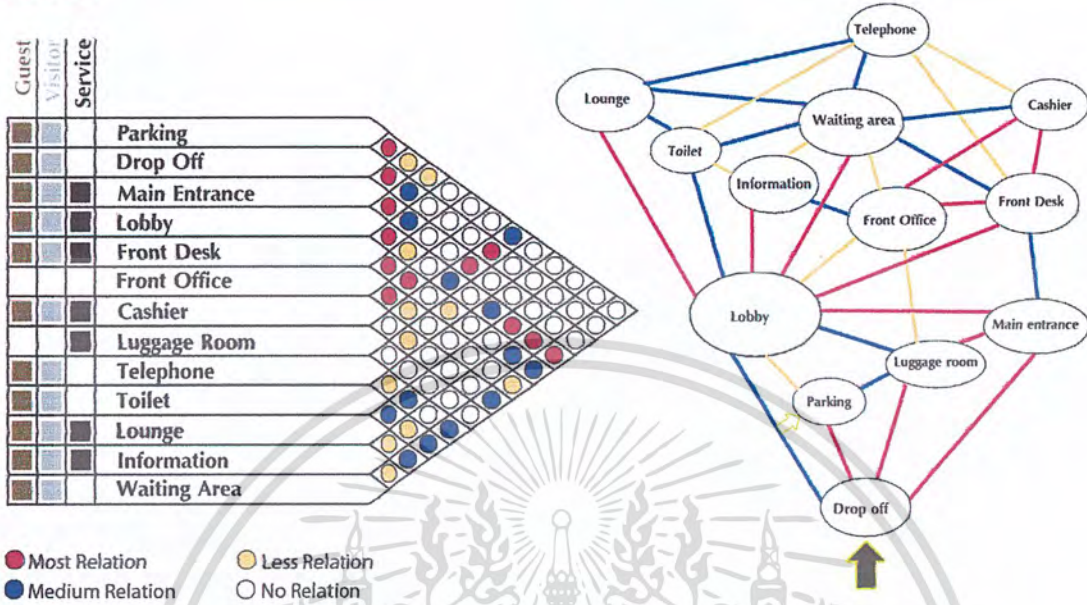 Guest
Visitor
Service
Parking
Drop Off
Main Entrance
Lobby
Front Desk
Front Office
Cashier
Luggage Room
Telephone
Toilet
Lounge
Information
Waiting Area
Most Relation
Less Relation
Medium Relation
No Relation
Telephone
Lounge
Cashier
Waiting area
Toilet
Information
Front Desk
Front Office
Lobby
Main entrance
Luggage room
Parking
Drop off